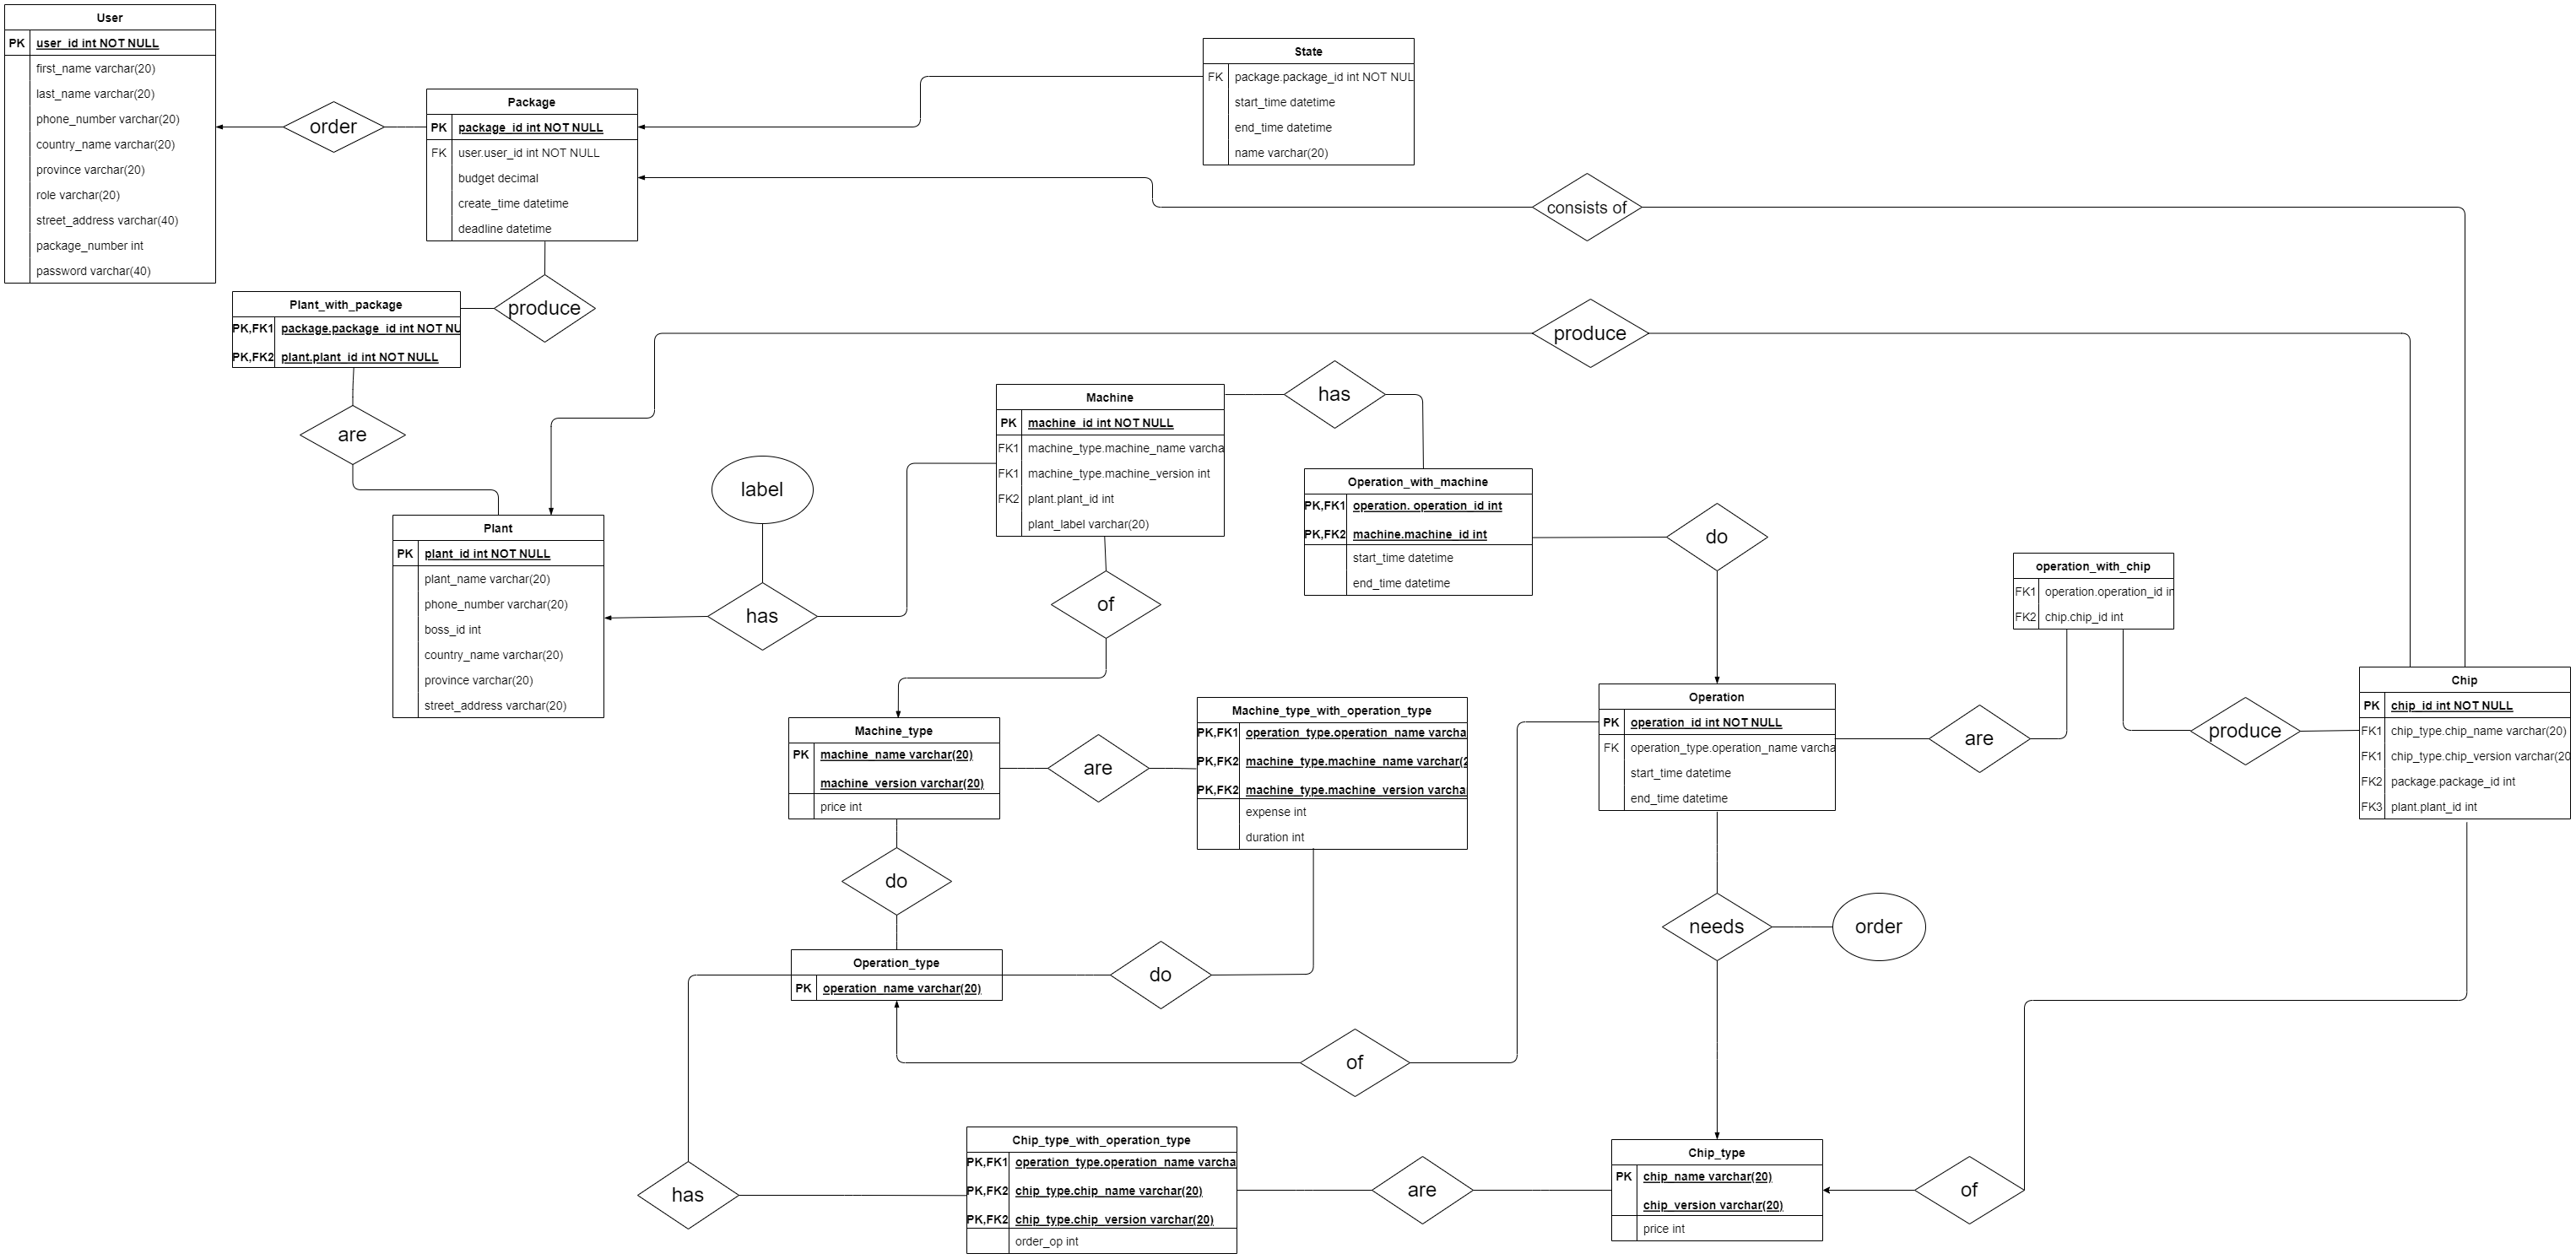 User
PK user_id int NOT NULL
first_name varchar(20)
last_name varchar(20)
phone_number varchar(20)
country_name varchar(20)
province varchar(20)
role varchar(20)
street_address varchar(40)
package_number int
password varchar(40)
order
Package
PK package_id int NOT NULL
FK user.user_id int NOT NULL
budget decimal
create_time datetime
deadline datetime
State
FK package.package_id int NOT NUL
start_time datetime
end_time datetime
name varchar(20)
consists of
produce
Plant_with_package
PK,FK1 package.package_id int NOT NU
PK,FK2 plant.plant_id int NOT NULL
produce
are
Plant
PK plant_id int NOT NULL
plant_name varchar(20)
phone_number varchar(20)
boss_id int
country_name varchar(20)
province varchar(20)
street_address varchar(20)
label
has
Machine
PK machine_id int NOT NULL
FK1 machine_type.machine_name varcha
FK1 machine_type.machine_version int
FK2 plant.plant_id int
plant_label varchar(20)
has
Operation_with_machine
PK,FK1 operation. operation_id int
PK,FK2 machine.machine_id int
start_time datetime
end_time datetime
do
of
operation_with_chip
FK1 operation.operation_id in
FK2 chip.chip_id int
Machine_type
PK machine_name varchar(20)
machine_version varchar(20)
price int
are
Machine_type_with_operation_type
PK,FK1 operation_type.operation_name varcha
PK,FK2 machine_type.machine_name varchar(2
PK,FK2 machine_type.machine_version varcha
expense int
duration int
Operation
PK operation_id int NOT NULL
FK operation_type.operation_name varcha
start_time datetime
end_time datetime
are
produce
Chip
PK chip_id int NOT NULL
FK1 chip_type.chip_name varchar(20)
FK1 chip_type.chip_version varchar(20
FK2 package.package_id int
FK3 plant.plant_id int
do
needs
order
Operation_type
PK operation_name varchar(20)
do
of
has
Chip_type_with_operation_type
PK,FK1 operation_type.operation_name varcha
PK,FK2 chip_type.chip_name varchar(20)
PK,FK2 chip_type.chip_version varchar(20)
order_op int
are
Chip_type
PK chip_name varchar(20)
chip_version varchar(20)
price int
of